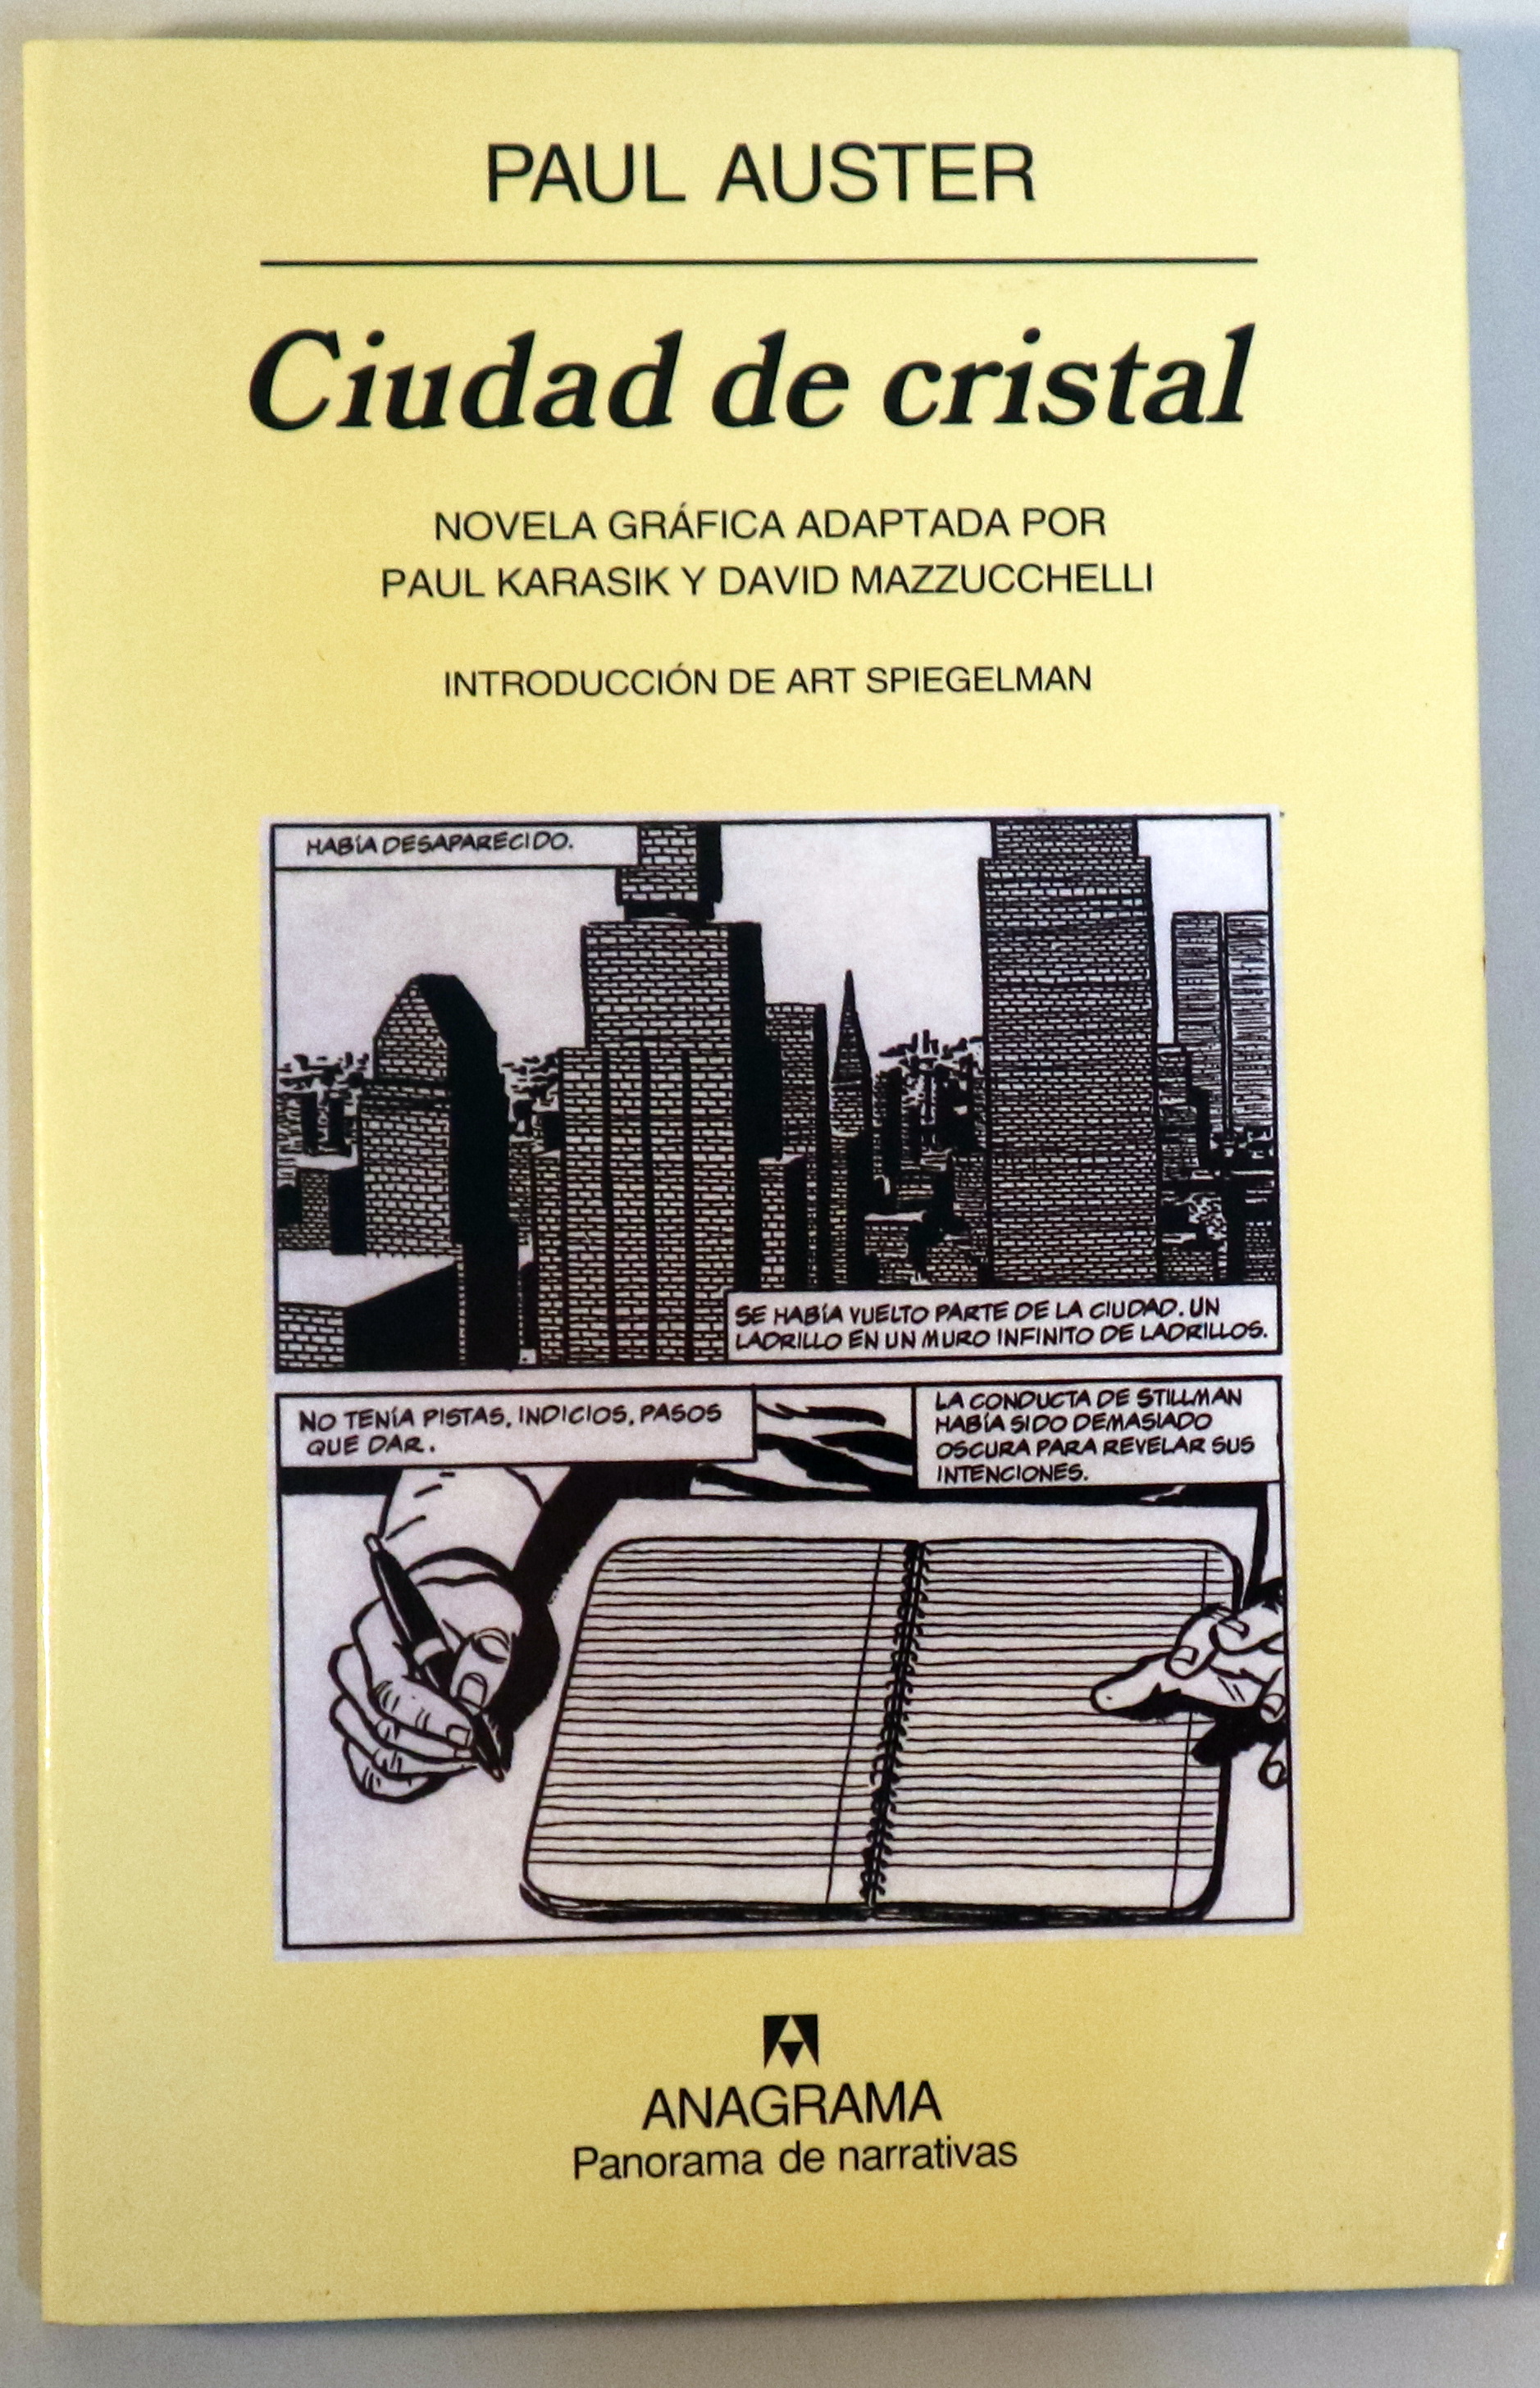 PAUL AUSTER
Ciudad de cristal
NOVELA GRÁFICA ADAPTADA POR
PAUL KARASIK Y DAVID MAZZUCCHELLI
INTRODUCCIÓN DE ART SPIEGELMAN
HABÍA DESAPARECIDO.
SE HABÍA VUELTO PARTE DE LA CIUDAD. UN
LADRILLO EN UN MURO INFINITO DE LADRILLOS.
NO TENÍA PISTAS, INDICIOS, PASOS
QUE DAR.
LA CONDUCTA DE STILLMAN
HABÍA SIDO DEMASIADO
OSCURA PARA REVELAR SUS
INTENCIONES.
ANAGRAMA
Panorama de narrativas